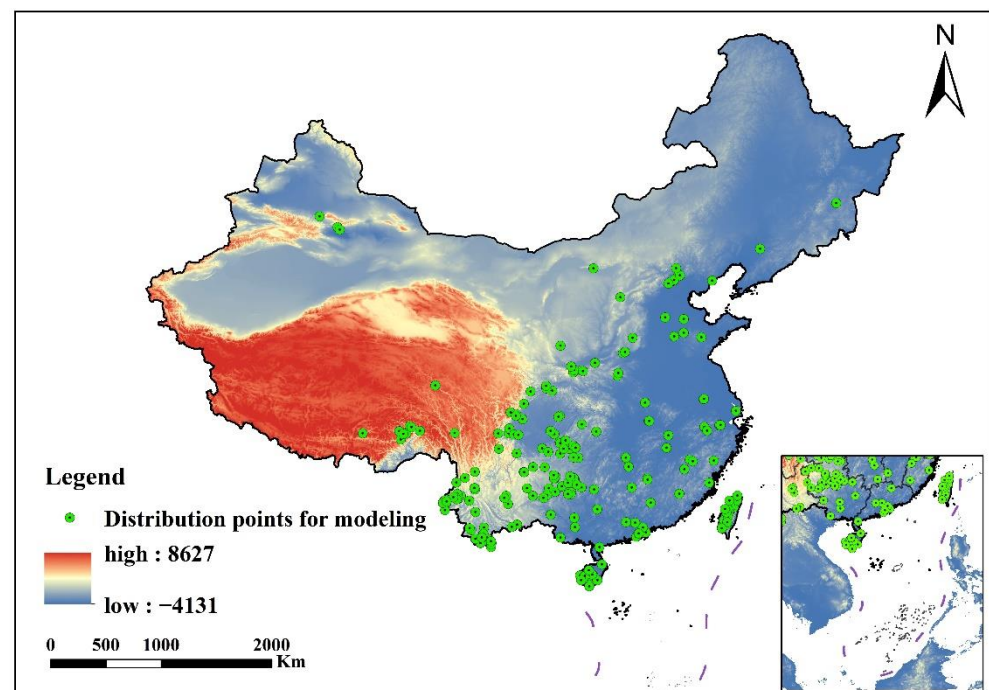 N
Legend
Distribution points for modeling
high : 8627
low : −4131
0 500 1000 2000
Km